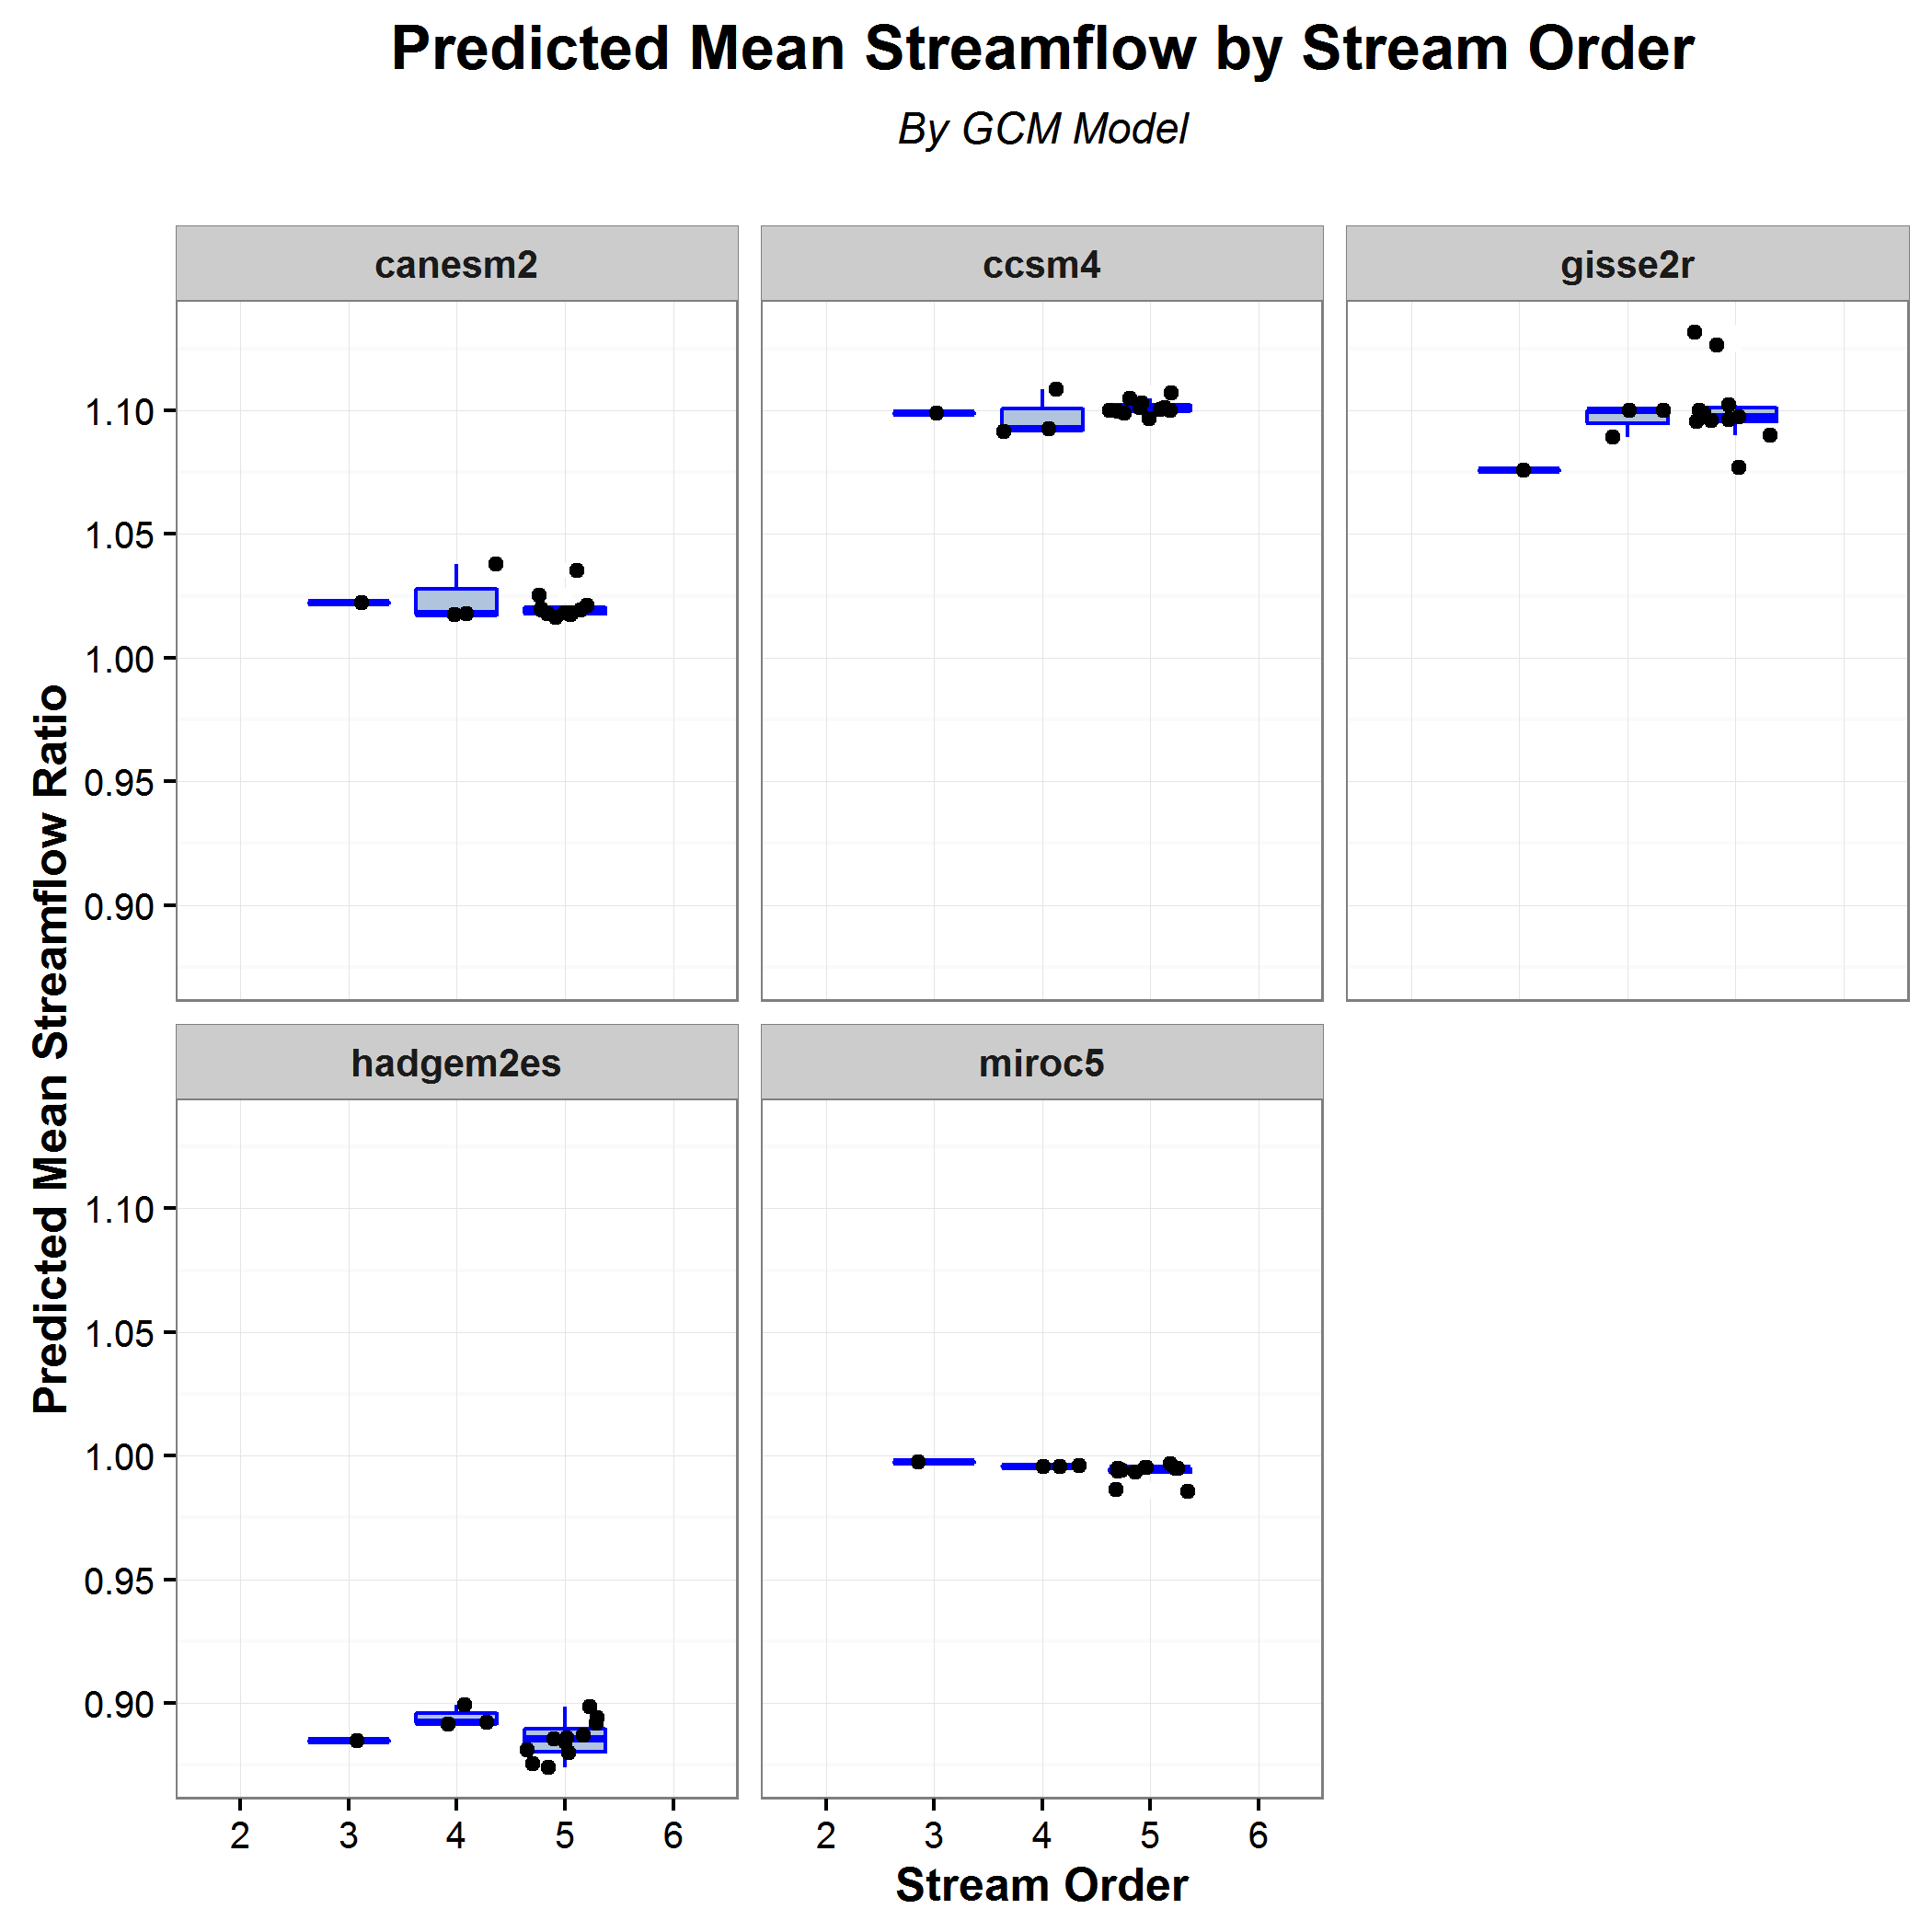 Predicted Mean Streamflow by Stream Order
By GCM Model
canesm2
ccsm4
gisse2r
1.10
1.05
1.00
0.95
0.90
Predicted Mean Streamflow Ratio
hadgem2es
miroc5
1.10
1.05
1.00
0.95
0.90
2 3 4 5 6
2 3 4 5 6
Stream Order